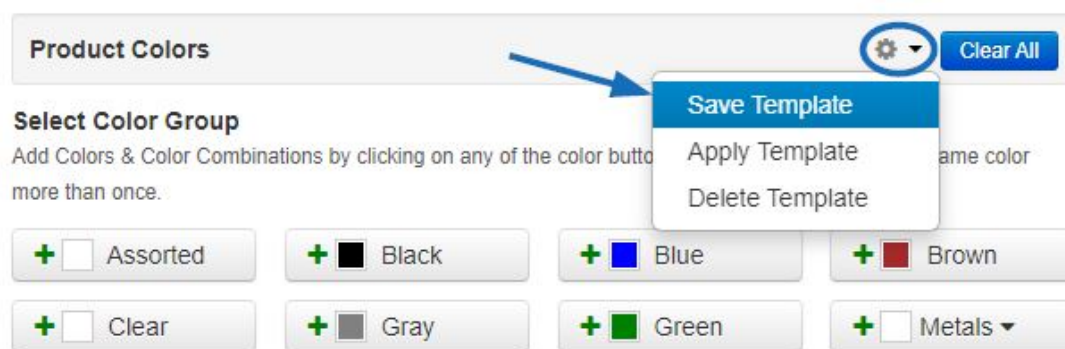 Product Colors
Clear All
Save Template
Select Color Group
Apply Template
Add Colors & Color Combinations by clicking on any of the color butto ame color
more than once.
Delete Template
Assorted Black Blue Brown
Clear Gray Green Metals